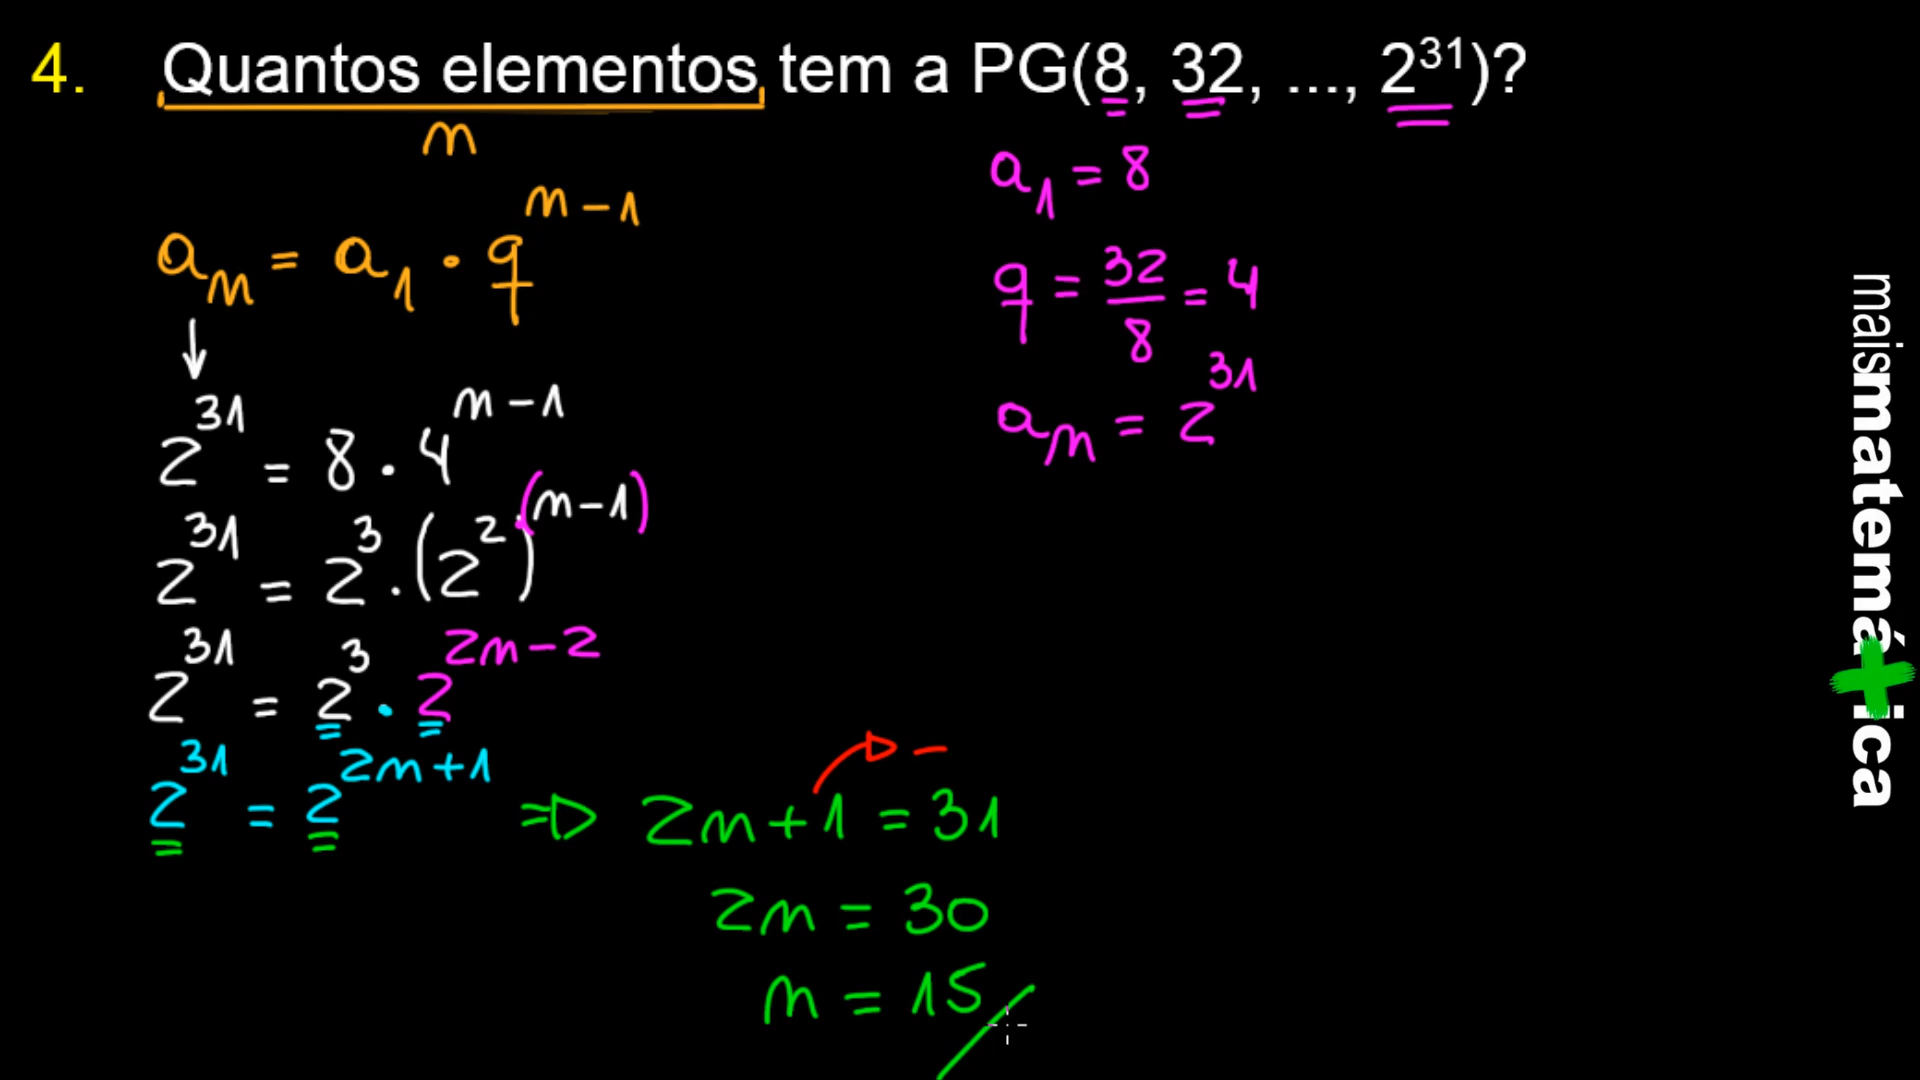 4. Quantos elementos tem a PG(8, 32, ..., 2³¹)?
n
aₙ = a₁ · qⁿ⁻¹
2³¹ = 8 · 4ⁿ⁻¹
2³¹ = 2³ · (2²)⁽ⁿ⁻¹⁾
2³¹ = 2³ · 2²ⁿ⁻²
2³¹ = 2²ⁿ⁺¹ ⇒ 2n + 1 = 31
−
2n = 30
n = 15
a₁ = 8
q = 32/8 = 4
aₙ = 2³¹
maismatemática